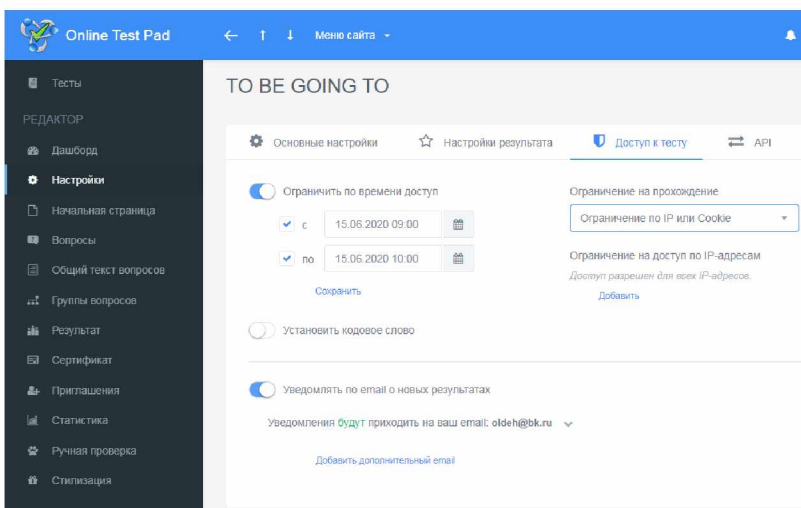 Online Test Pad
Меню сайта
Тесты
РЕДАКТОР
Дашборд
Настройки
Начальная страница
Вопросы
Общий текст вопросов
Группы вопросов
Результат
Сертификат
Приглашения
Статистика
Ручная проверка
Стилизация
TO BE GOING TO
Основные настройки
Настройки результата
Доступ к тесту
API
Ограничить по времени доступ
с 15.06.2020 09:00
по 15.06.2020 10:00
Сохранить
Установить кодовое слово
Ограничение на прохождение
Ограничение по IP или Cookie
Ограничение на доступ по IP-адресам
Доступ разрешен для всех IP-адресов.
Добавить
Уведомлять по email о новых результатах
Уведомления будут приходить на ваш email: oldeh@bk.ru
Добавить дополнительный email